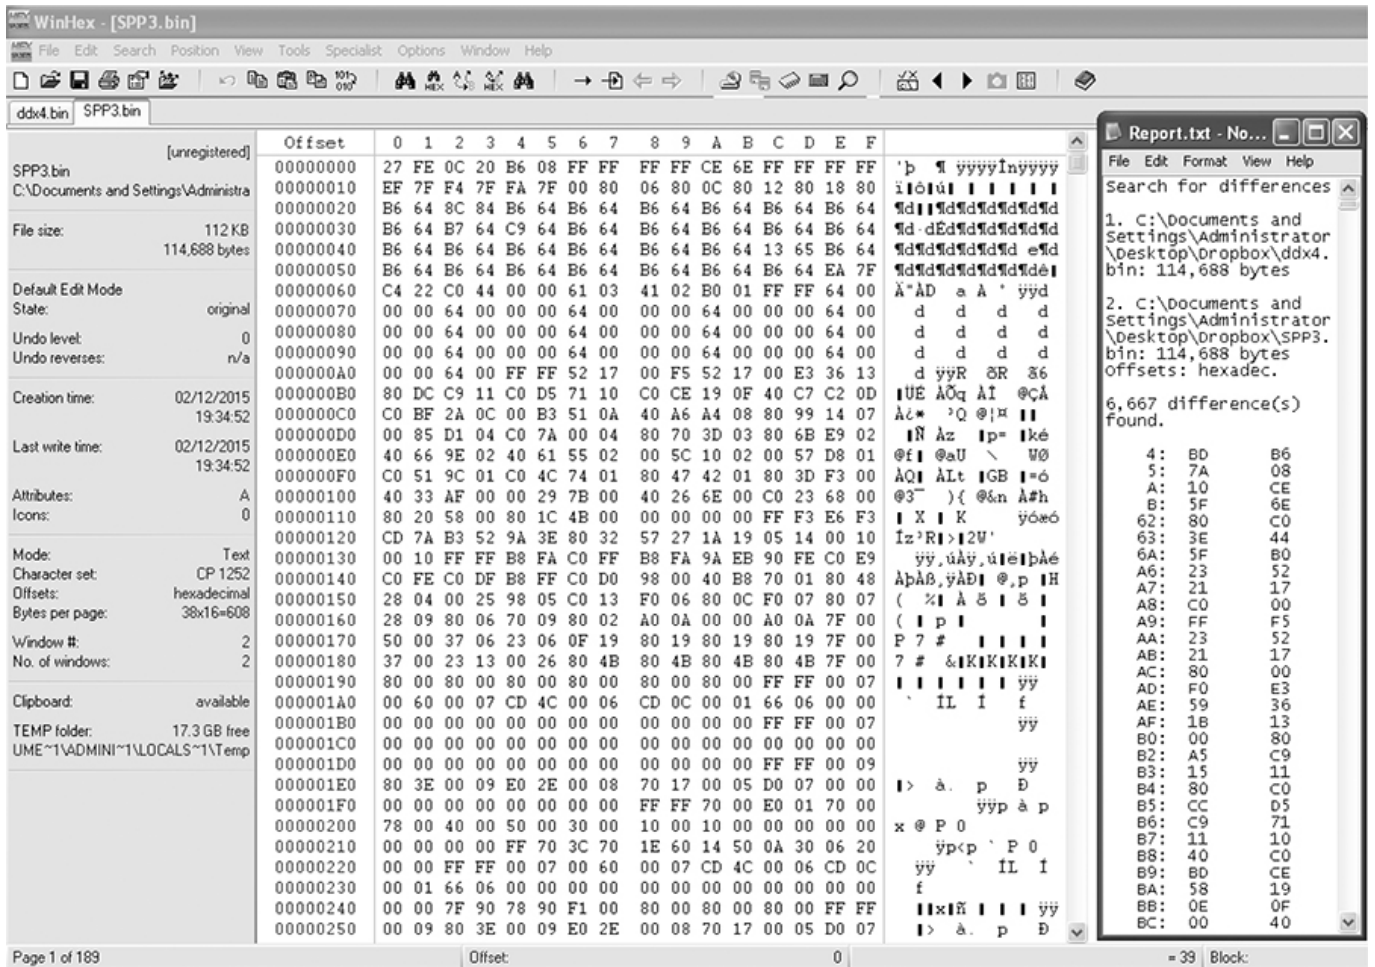 WinHex - [SPP3.bin]
File Edit Search Position View Tools Specialist Options Window Help
ddx4.bin SPP3.bin
[unregistered]
SPP3.bin
C:\Documents and Settings\Administra
File size: 112 KB
114,688 bytes
Default Edit Mode
State: original
Undo level: 0
Undo reverses: n/a
Creation time: 02/12/2015
19:34:52
Last write time: 02/12/2015
19:34:52
Attributes: A
Icons: 0
Mode: Text
Character set: CP 1252
Offsets: hexadecimal
Bytes per page: 38x16=608
Window #: 2
No. of windows: 2
Clipboard: available
TEMP folder: 17.3 GB free
UME~1\ADMINI~1\LOCALS~1\Temp
Offset 0 1 2 3 4 5 6 7 8 9 A B C D E F
00000000 27 FE 0C 20 B6 08 FF FF FF FF CE 6E FF FF FF FF
00000010 EF 7F F4 7F FA 7F 00 80 06 80 0C 80 12 80 18 80
00000020 B6 64 8C 84 B6 64 B6 64 B6 64 B6 64 B6 64 B6 64
00000030 B6 64 B7 64 C9 64 B6 64 B6 64 B6 64 B6 64 B6 64
00000040 B6 64 B6 64 B6 64 B6 64 B6 64 B6 64 13 65 B6 64
00000050 B6 64 B6 64 B6 64 B6 64 B6 64 B6 64 B6 64 EA 7F
00000060 C4 22 C0 44 00 00 61 03 41 02 B0 01 FF FF 64 00
00000070 00 00 64 00 00 00 64 00 00 00 64 00 00 00 64 00
00000080 00 00 64 00 00 00 64 00 00 00 64 00 00 00 64 00
00000090 00 00 64 00 00 00 64 00 00 00 64 00 00 00 64 00
000000A0 00 00 64 00 FF FF 52 17 00 F5 52 17 00 E3 36 13
000000B0 80 DC C9 11 C0 D5 71 10 C0 CE 19 0F 40 C7 C2 0D
000000C0 C0 BF 2A 0C 00 B3 51 0A 40 A6 A4 08 80 99 14 07
000000D0 00 85 D1 04 C0 7A 00 04 80 70 3D 03 80 6B E9 02
000000E0 40 66 9E 02 40 61 55 02 00 5C 10 02 00 57 D8 01
000000F0 C0 51 9C 01 C0 4C 74 01 80 47 42 01 80 3D F3 00
00000100 40 33 AF 00 00 29 7B 00 40 26 6E 00 C0 23 68 00
00000110 80 20 58 00 80 1C 4B 00 00 00 00 00 FF F3 E6 F3
00000120 CD 7A B3 52 9A 3E 80 32 57 27 1A 19 05 14 00 10
00000130 00 10 FF FF B8 FA C0 FF B8 FA 9A EB 90 FE C0 E9
00000140 C0 FE C0 DF B8 FF C0 D0 98 00 40 B8 70 01 80 48
00000150 28 04 00 25 98 05 C0 13 F0 06 80 0C F0 07 80 07
00000160 28 09 80 06 70 09 80 02 A0 0A 00 00 A0 0A 7F 00
00000170 50 00 37 06 23 06 0F 19 80 19 80 19 80 19 7F 00
00000180 37 00 23 13 00 26 80 4B 80 4B 80 4B 80 4B 7F 00
00000190 80 00 80 00 80 00 80 00 80 00 80 00 FF FF 00 07
000001A0 00 60 00 07 CD 4C 00 06 CD 0C 00 01 66 06 00 00
000001B0 00 00 00 00 00 00 00 00 00 00 00 00 FF FF 00 07
000001C0 00 00 00 00 00 00 00 00 00 00 00 00 00 00 00 00
000001D0 00 00 00 00 00 00 00 00 00 00 00 00 FF FF 00 09
000001E0 80 3E 00 09 E0 2E 00 08 70 17 00 05 D0 07 00 00
000001F0 00 00 00 00 00 00 00 00 FF FF 70 00 E0 01 70 00
00000200 78 00 40 00 50 00 30 00 10 00 10 00 00 00 00 00
00000210 00 00 00 00 FF 70 3C 70 1E 60 14 50 0A 30 06 20
00000220 00 00 FF FF 00 07 00 60 00 07 CD 4C 00 06 CD 0C
00000230 00 01 66 06 00 00 00 00 00 00 00 00 00 00 00 00
00000240 00 00 7F 90 78 90 F1 00 80 00 80 00 80 00 FF FF
00000250 00 09 80 3E 00 09 E0 2E 00 08 70 17 00 05 D0 07
Report.txt - No...
File Edit Format View Help
Search for differences
1. C:\Documents and
Settings\Administrator
\Desktop\Dropbox\ddx4.
bin: 114,688 bytes
2. C:\Documents and
Settings\Administrator
\Desktop\Dropbox\SPP3.
bin: 114,688 bytes
Offsets: hexadec.
6,667 difference(s)
found.
4: BD B6
5: 7A 08
A: 10 CE
B: 5F 6E
62: 80 C0
63: 3E 44
6A: 5F B0
A6: 23 52
A7: 21 17
A8: C0 00
A9: FF F5
AA: 23 52
AB: 21 17
AC: 80 00
AD: F0 E3
AE: 59 36
AF: 1B 13
B0: 00 80
B2: A5 C9
B3: 15 11
B4: 80 C0
B5: CC D5
B6: C9 71
B7: 11 10
B8: 40 C0
B9: BD CE
BA: 58 19
BB: 0E 0F
BC: 00 40
Page 1 of 189 Offset: 0 = 39 Block: